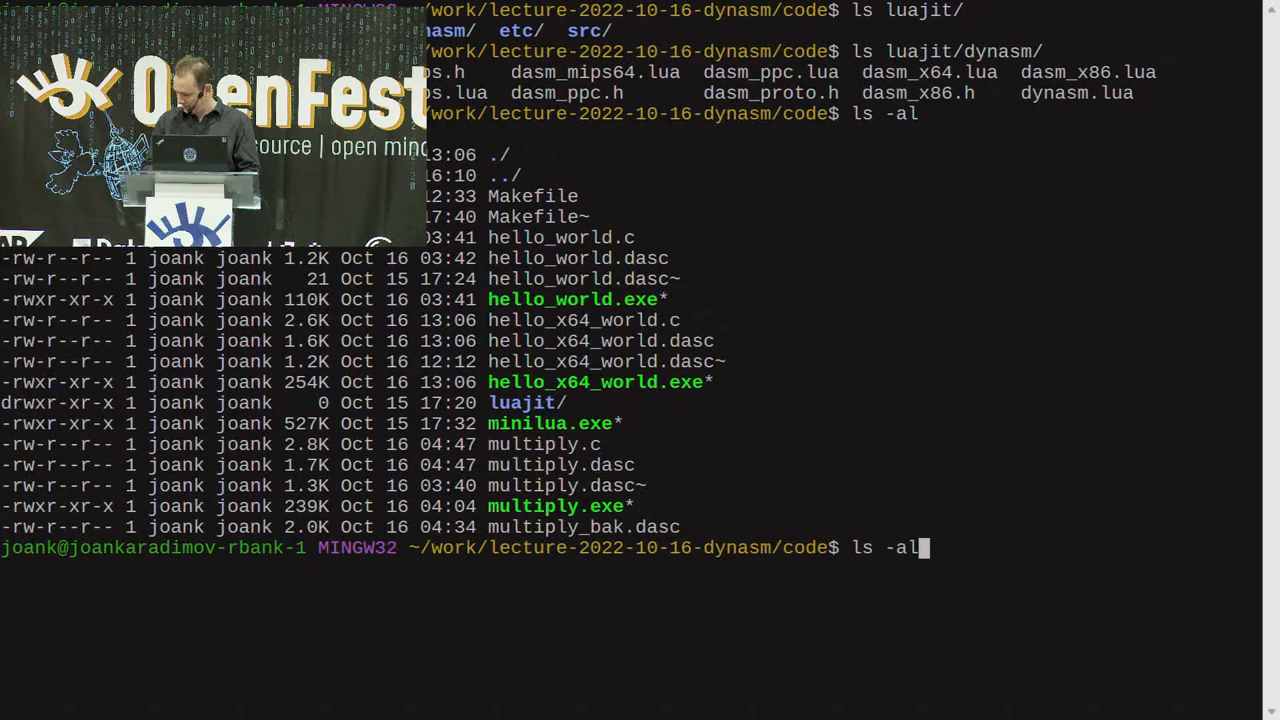 MINGW32 ~/work/lecture-2022-10-16-dynasm/code$ ls luajit/
nasm/ etc/ src/
/work/lecture-2022-10-16-dynasm/code$ ls luajit/dynasm/
ps.h dasm_mips64.lua dasm_ppc.lua dasm_x64.lua dasm_x86.lua
ps.lua dasm_ppc.h dasm_proto.h dasm_x86.h dynasm.lua
/work/lecture-2022-10-16-dynasm/code$ ls -al
13:06 ./
16:10 ../
12:33 Makefile
17:40 Makefile~
03:41 hello_world.c
-rw-r--r-- 1 joank joank 1.2K Oct 16 03:42 hello_world.dasc
-rw-r--r-- 1 joank joank 21 Oct 15 17:24 hello_world.dasc~
-rwxr-xr-x 1 joank joank 110K Oct 16 03:41 hello_world.exe*
-rw-r--r-- 1 joank joank 2.6K Oct 16 13:06 hello_x64_world.c
-rw-r--r-- 1 joank joank 1.6K Oct 16 13:06 hello_x64_world.dasc
-rw-r--r-- 1 joank joank 1.2K Oct 16 12:12 hello_x64_world.dasc~
-rwxr-xr-x 1 joank joank 254K Oct 16 13:06 hello_x64_world.exe*
drwxr-xr-x 1 joank joank 0 Oct 15 17:20 luajit/
-rwxr-xr-x 1 joank joank 527K Oct 15 17:32 minilua.exe*
-rw-r--r-- 1 joank joank 2.8K Oct 16 04:47 multiply.c
-rw-r--r-- 1 joank joank 1.7K Oct 16 04:47 multiply.dasc
-rw-r--r-- 1 joank joank 1.3K Oct 16 03:40 multiply.dasc~
-rwxr-xr-x 1 joank joank 239K Oct 16 04:04 multiply.exe*
-rw-r--r-- 1 joank joank 2.0K Oct 16 04:34 multiply_bak.dasc
joank@joankaradimov-rbank-1 MINGW32 ~/work/lecture-2022-10-16-dynasm/code$ ls -al
OpenFest
source | open mind